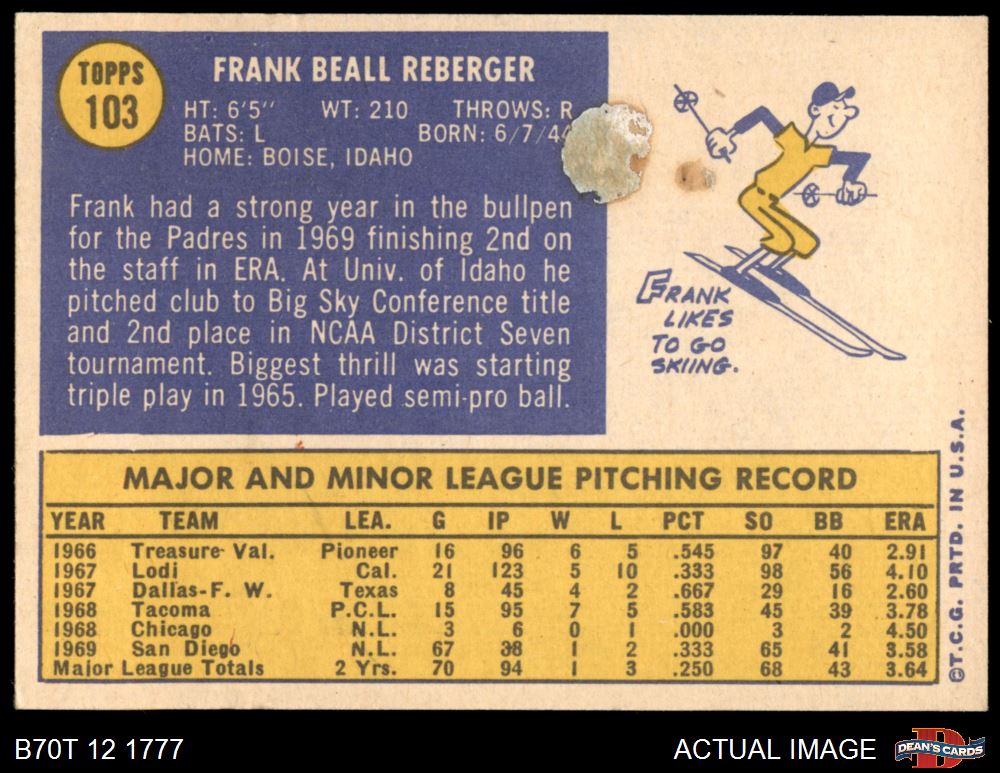 TOPPS
103
FRANK BEALL REBERGER
HT: 6'5'' WT: 210 THROWS: R
BATS: L BORN: 6/7/44
HOME: BOISE, IDAHO
Frank had a strong year in the bullpen
for the Padres in 1969 finishing 2nd on
the staff in ERA. At Univ. of Idaho he
pitched club to Big Sky Conference title
and 2nd place in NCAA District Seven
tournament. Biggest thrill was starting
triple play in 1965. Played semi-pro ball.
FRANK
LIKES
TO GO
SKIING.
MAJOR AND MINOR LEAGUE PITCHING RECORD
YEAR TEAM LEA. G IP W L PCT SO BB ERA
1966 Treasure Val. Pioneer 16 96 6 5 .545 97 40 2.91
1967 Lodi Cal. 21 123 5 10 .333 98 56 4.10
1967 Dallas-F. W. Texas 8 45 4 2 .667 29 16 2.60
1968 Tacoma P.C.L. 15 95 7 5 .583 45 39 3.78
1968 Chicago N.L. 3 6 0 1 .000 3 2 4.50
1969 San Diego N.L. 67 38 1 2 .333 65 41 3.58
Major League Totals 2 Yrs. 70 94 1 3 .250 68 43 3.64
©T.C.G. PRTD. IN U.S.A.
B70T 12 1777
ACTUAL IMAGE
D
DEAN'S CARDS